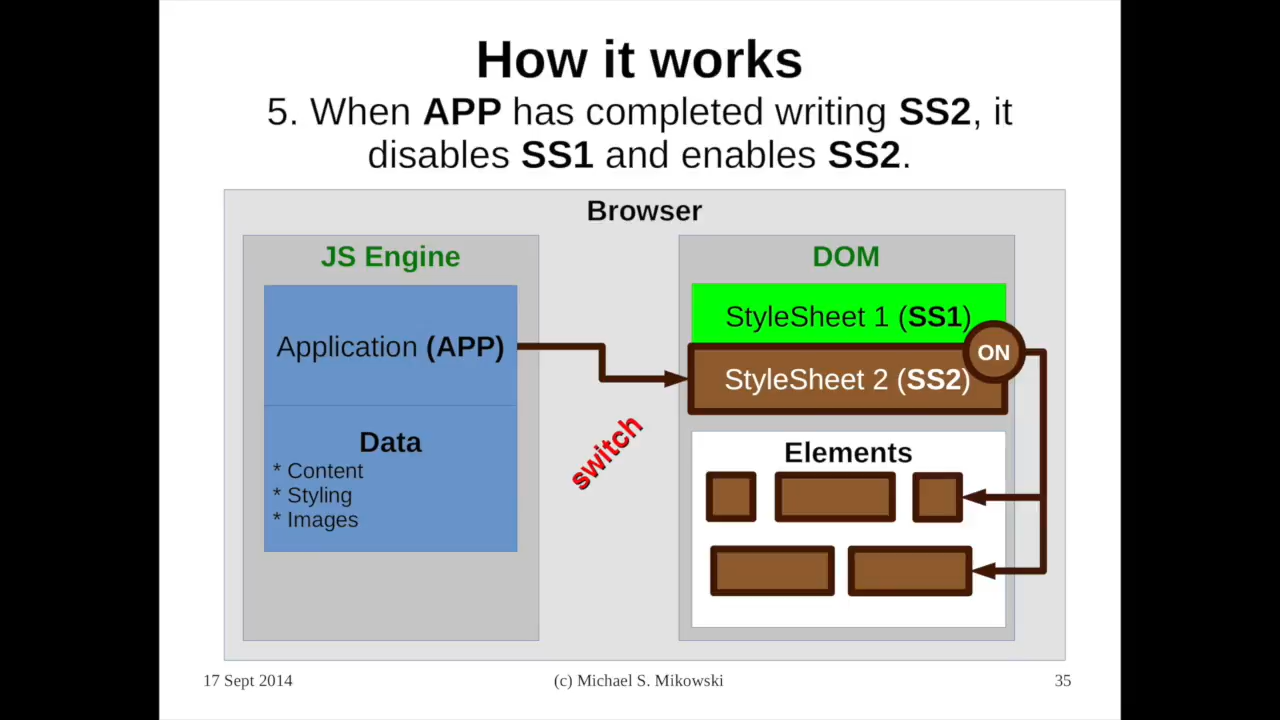 How it works
5. When APP has completed writing SS2, it
disables SS1 and enables SS2.
Browser
JS Engine
Application (APP)
Data
* Content
* Styling
* Images
switch
DOM
StyleSheet 1 (SS1)
ON
StyleSheet 2 (SS2)
Elements
17 Sept 2014
(c) Michael S. Mikowski
35